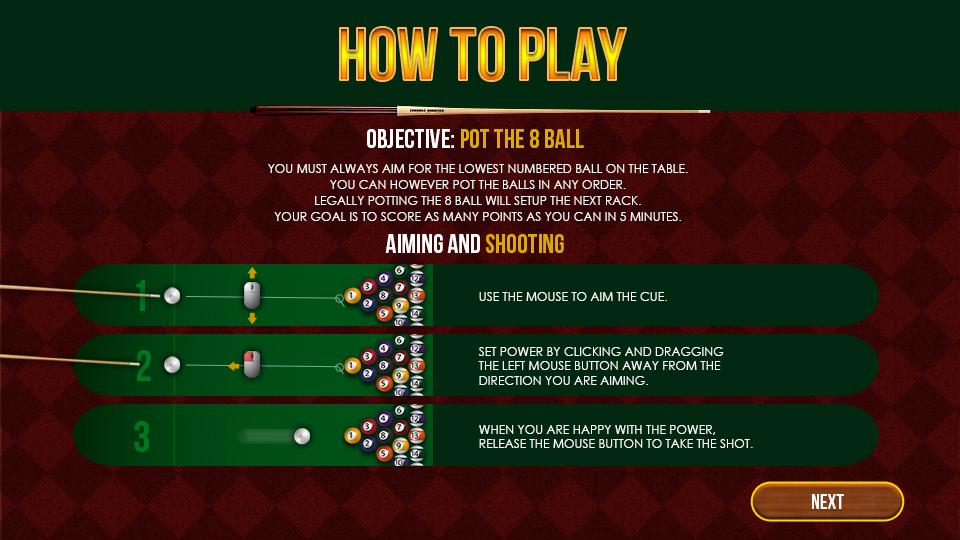 HOW TO PLAY
OBJECTIVE: POT THE 8 BALL
YOU MUST ALWAYS AIM FOR THE LOWEST NUMBERED BALL ON THE TABLE.
YOU CAN HOWEVER POT THE BALLS IN ANY ORDER.
LEGALLY POTTING THE 8 BALL WILL SETUP THE NEXT RACK.
YOUR GOAL IS TO SCORE AS MANY POINTS AS YOU CAN IN 5 MINUTES.
AIMING AND SHOOTING
1
USE THE MOUSE TO AIM THE CUE.
2
SET POWER BY CLICKING AND DRAGGING
THE LEFT MOUSE BUTTON AWAY FROM THE
DIRECTION YOU ARE AIMING.
3
WHEN YOU ARE HAPPY WITH THE POWER,
RELEASE THE MOUSE BUTTON TO TAKE THE SHOT.
NEXT